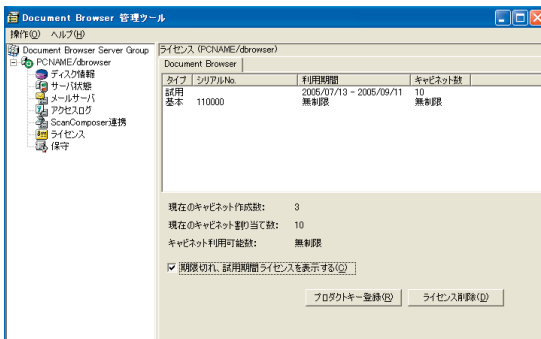 Document Browser 管理ツール
操作(O) ヘルプ(H)
Document Browser Server Group
PCNAME/dbrowser
ディスク情報
サーバ状態
メールサーバ
アクセスログ
ScanComposer連携
ライセンス
保守
ライセンス (PCNAME/dbrowser)
Document Browser
タイプ シリアルNo. 利用期間 キャビネット数
試用 2005/07/13 - 2005/09/11 10
基本 110000 無制限 無制限
現在のキャビネット作成数: 3
現在のキャビネット割り当て数: 10
キャビネット利用可能数: 無制限
期限切れ、試用期間ライセンスを表示する(C)
プロダクトキー登録(R) ライセンス削除(D)